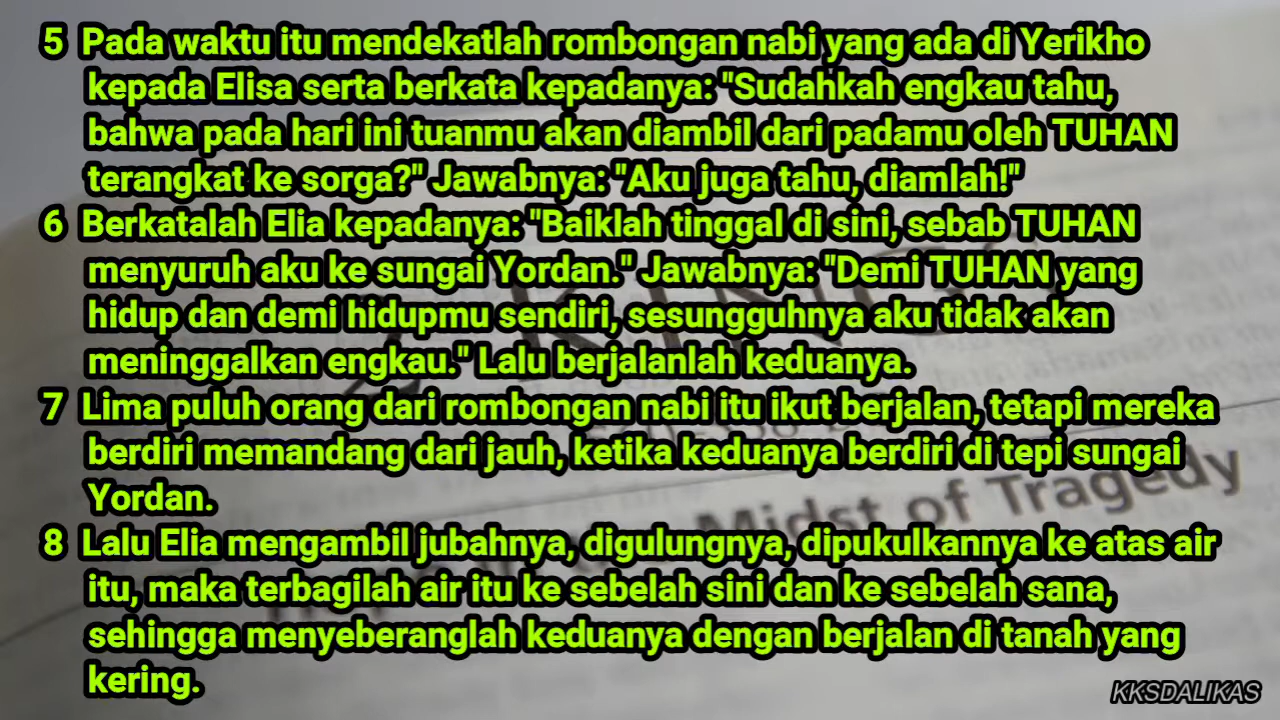 5 Pada waktu itu mendekatlah rombongan nabi yang ada di Yerikho
kepada Elisa serta berkata kepadanya: "Sudahkah engkau tahu,
bahwa pada hari ini tuanmu akan diambil dari padamu oleh TUHAN
terangkat ke sorga?" Jawabnya: "Aku juga tahu, diamlah!"
6 Berkatalah Elia kepadanya: "Baiklah tinggal di sini, sebab TUHAN
menyuruh aku ke sungai Yordan." Jawabnya: "Demi TUHAN yang
hidup dan demi hidupmu sendiri, sesungguhnya aku tidak akan
meninggalkan engkau." Lalu berjalanlah keduanya.
7 Lima puluh orang dari rombongan nabi itu ikut berjalan, tetapi mereka
berdiri memandang dari jauh, ketika keduanya berdiri di tepi sungai
Yordan.
8 Lalu Elia mengambil jubahnya, digulungnya, dipukulkannya ke atas air
itu, maka terbagilah air itu ke sebelah sini dan ke sebelah sana,
sehingga menyeberanglah keduanya dengan berjalan di tanah yang
kering.
2 KINGS
Midst of Tragedy
KKSDALIKAS